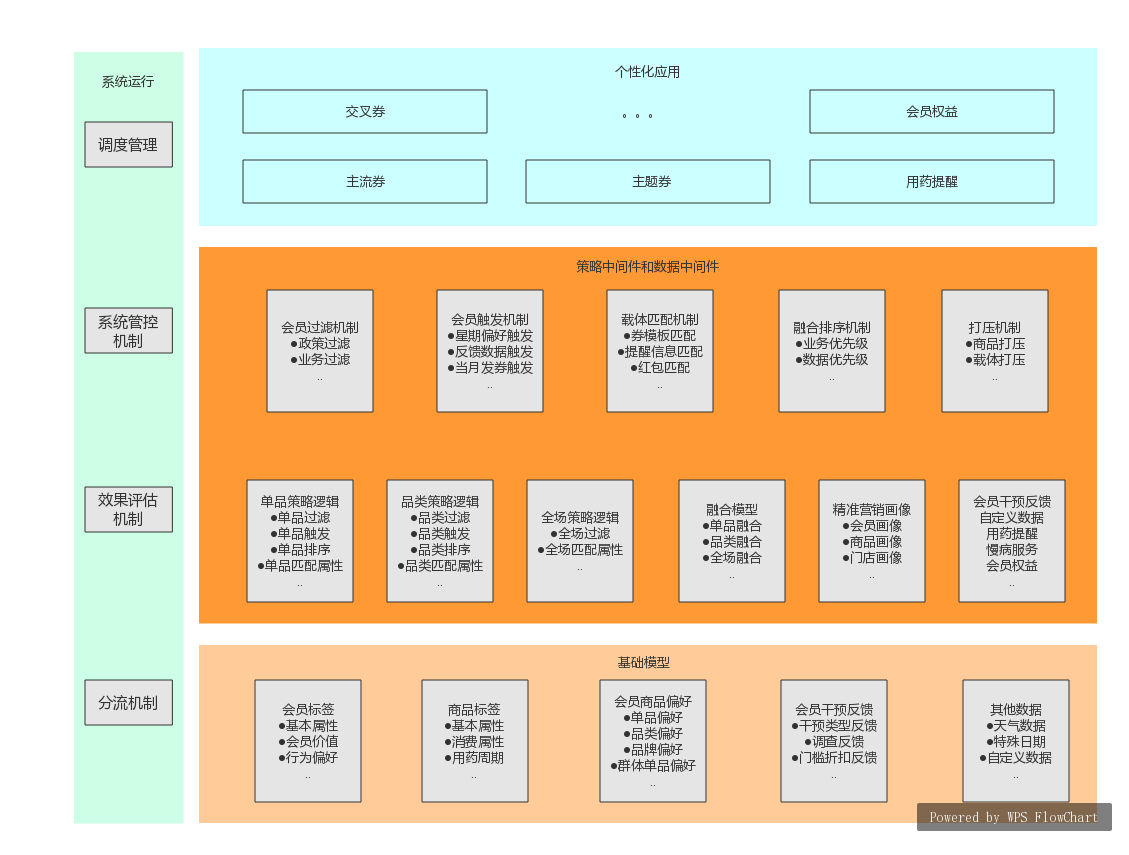 系统运行
调度管理
系统管控
机制
效果评估
机制
分流机制
个性化应用
交叉券
。。。
会员权益
主流券
主题券
用药提醒
策略中间件和数据中间件
会员过滤机制
●政策过滤
●业务过滤
..
会员触发机制
●星期偏好触发
●反馈数据触发
●当月发券触发
..
载体匹配机制
●券模板匹配
●提醒信息匹配
●红包匹配
..
融合排序机制
●业务优先级
●数据优先级
..
打压机制
●商品打压
●载体打压
..
单品策略逻辑
●单品过滤
●单品触发
●单品排序
●单品匹配属性
..
品类策略逻辑
●品类过滤
●品类触发
●品类排序
●品类匹配属性
..
全场策略逻辑
●全场过滤
●全场匹配属性
..
融合模型
●单品融合
●品类融合
●全场融合
..
精准营销画像
●会员画像
●商品画像
●门店画像
..
会员干预反馈
自定义数据
用药提醒
慢病服务
会员权益
..
基础模型
会员标签
●基本属性
●会员价值
●行为偏好
..
商品标签
●基本属性
●消费属性
●用药周期
..
会员商品偏好
●单品偏好
●品类偏好
●品牌偏好
●群体单品偏好
..
会员干预反馈
●干预类型反馈
●调查反馈
●门槛折扣反馈
..
其他数据
●天气数据
●特殊日期
●自定义数据
..
Powered by WPS FlowChart